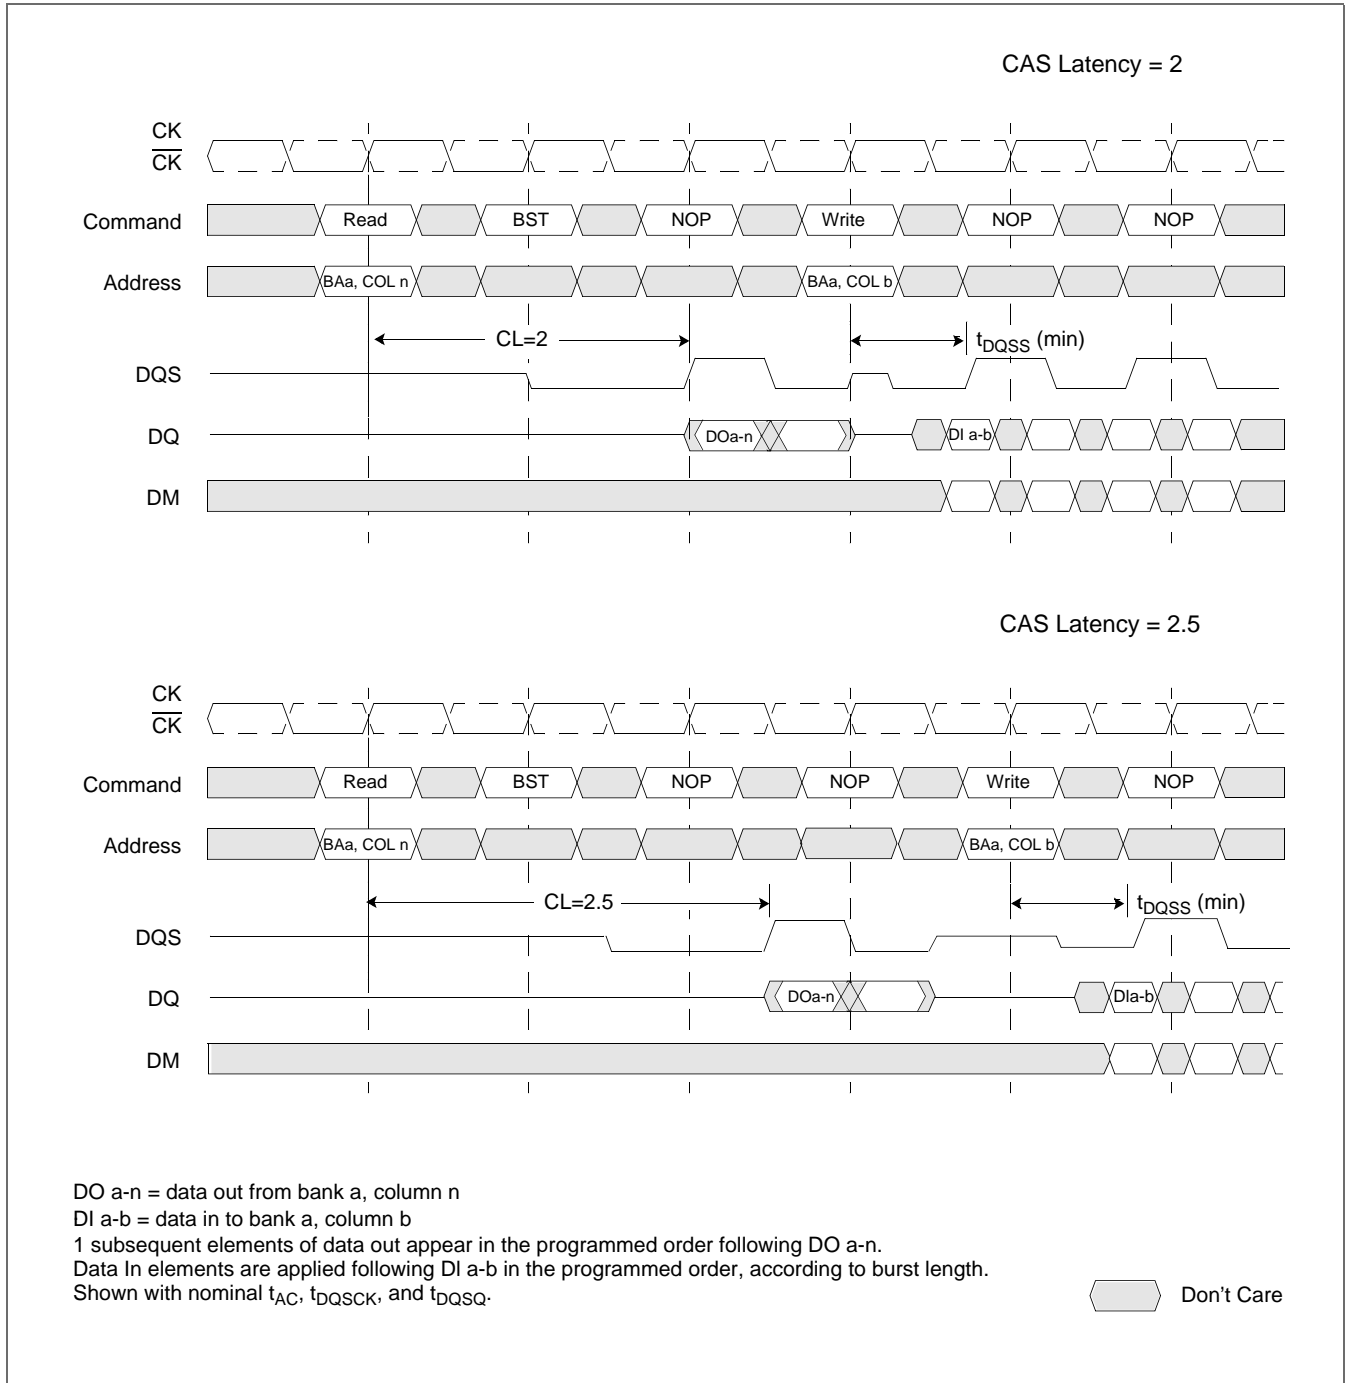 CAS Latency = 2
CK
CK
Command Read BST NOP Write NOP NOP
Address BAa, COL n BAa, COL b
CL=2 tDQSS (min)
DQS
DQ DOa-n DI a-b
DM
CAS Latency = 2.5
CK
CK
Command Read BST NOP NOP Write NOP
Address BAa, COL n BAa, COL b
CL=2.5 tDQSS (min)
DQS
DQ DOa-n DIa-b
DM
DO a-n = data out from bank a, column n
DI a-b = data in to bank a, column b
1 subsequent elements of data out appear in the programmed order following DO a-n.
Data In elements are applied following DI a-b in the programmed order, according to burst length.
Shown with nominal tAC, tDQSCK, and tDQSQ.
Don't Care